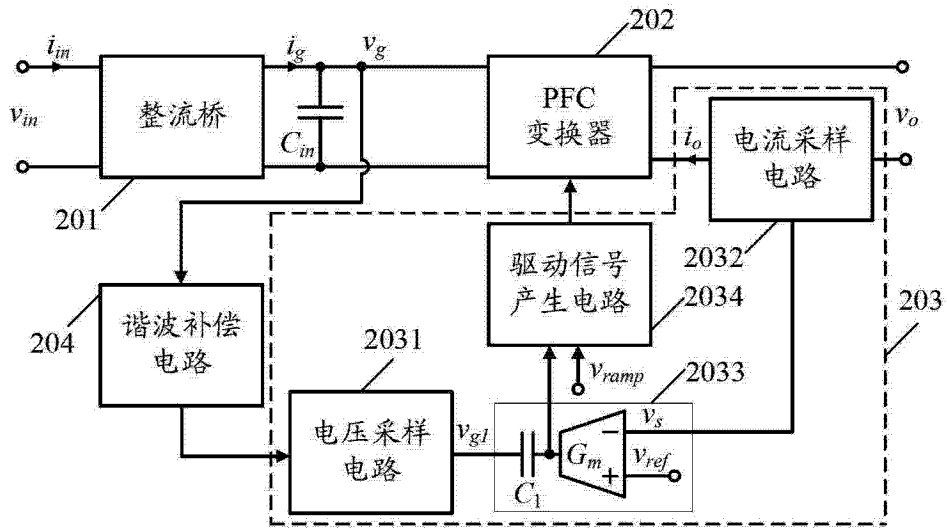 202
i_in
i_g
v_g
v_in
整流桥
C_in
PFC
变换器
i_o
电流采样
电路
v_o
201
2032
204
谐波补偿
电路
驱动信号
产生电路
2034
203
2031
v_ramp
2033
电压采样
电路
v_g1
C_1
G_m
−
+
v_s
v_ref